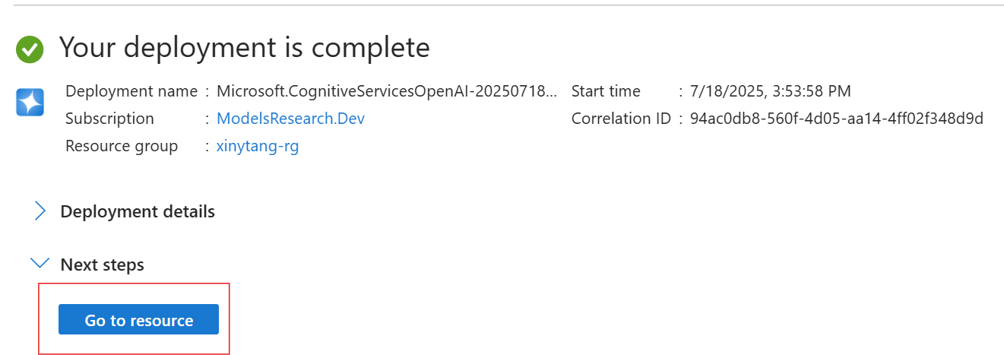 Your deployment is complete
Deployment name : Microsoft.CognitiveServicesOpenAI-20250718... Start time : 7/18/2025, 3:53:58 PM
Subscription : ModelsResearch.Dev Correlation ID : 94ac0db8-560f-4d05-aa14-4ff02f348d9d
Resource group : xinytang-rg
Deployment details
Next steps
Go to resource